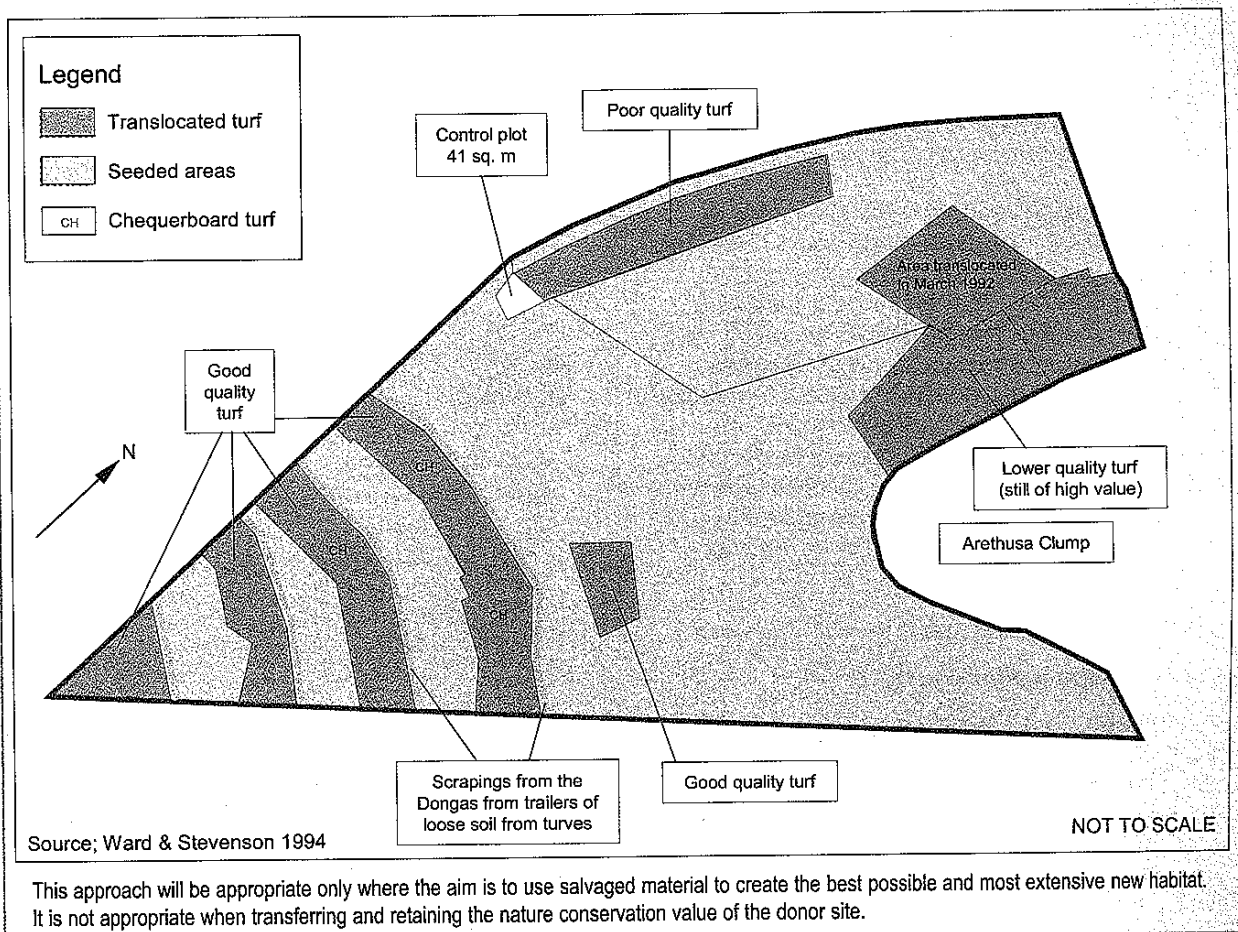 Legend
Translocated turf
Seeded areas
CH
Chequerboard turf
Control plot
41 sq. m
Poor quality turf
Area translocated
in March 1992
Good
quality
turf
N
CH
CH
CH
Lower quality turf
(still of high value)
Arethusa Clump
Scrapings from the
Dongas from trailers of
loose soil from turves
Good quality turf
Source; Ward & Stevenson 1994
NOT TO SCALE
This approach will be appropriate only where the aim is to use salvaged material to create the best possible and most extensive new habitat.
It is not appropriate when transferring and retaining the nature conservation value of the donor site.